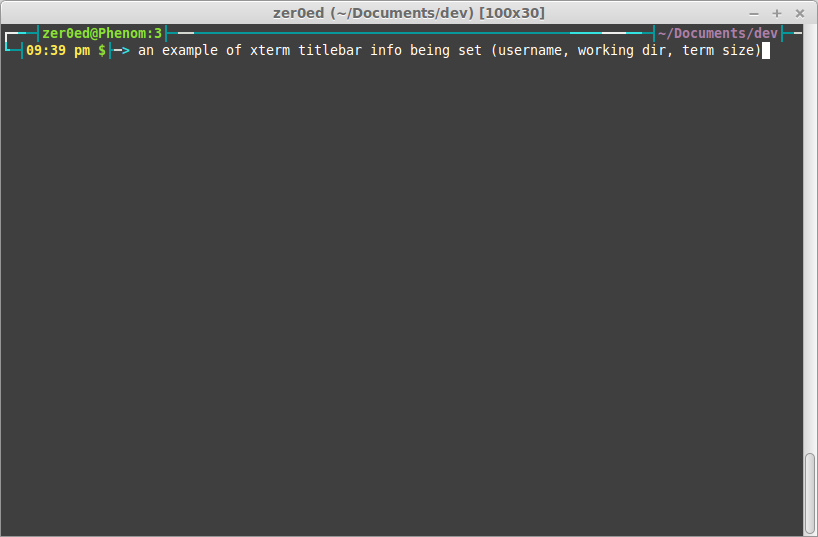 zer0ed (~/Documents/dev) [100x30]
zer0ed@Phenom:3 ~/Documents/dev
09:39 pm $ —> an example of xterm titlebar info being set (username, working dir, term size)